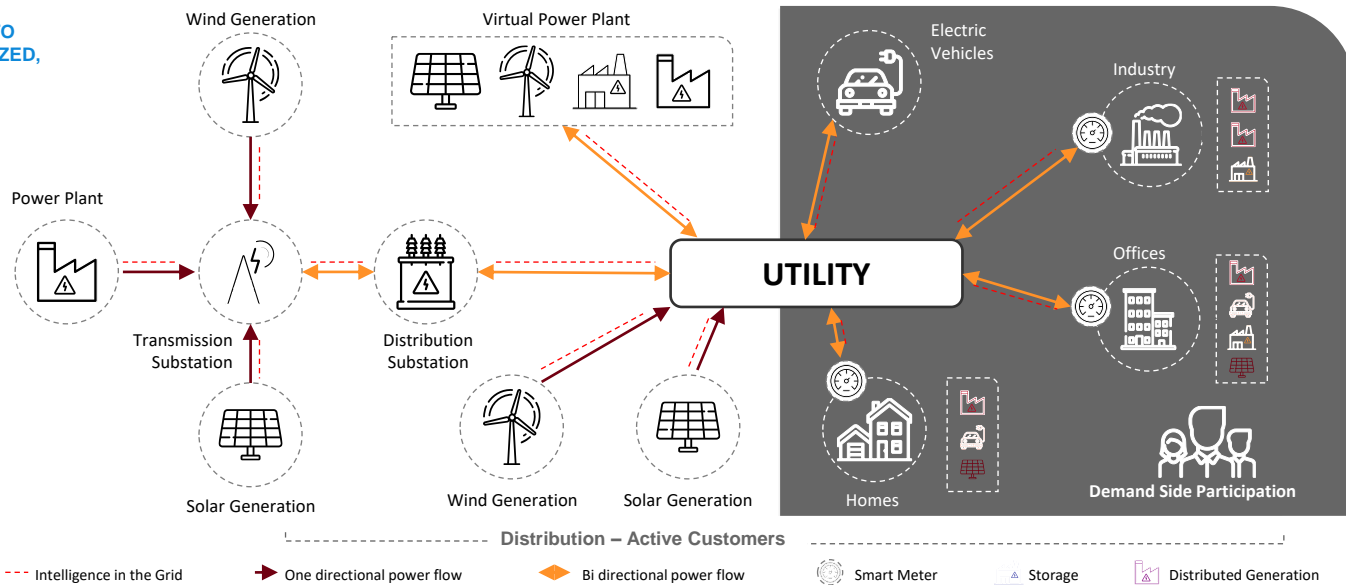 TO
ZED,
Wind Generation
Virtual Power Plant
Electric
Vehicles
Industry
Power Plant
UTILITY
Offices
Transmission
Substation
Distribution
Substation
Solar Generation
Wind Generation
Solar Generation
Homes
Demand Side Participation
Distribution – Active Customers
Intelligence in the Grid
One directional power flow
Bi directional power flow
Smart Meter
Storage
Distributed Generation